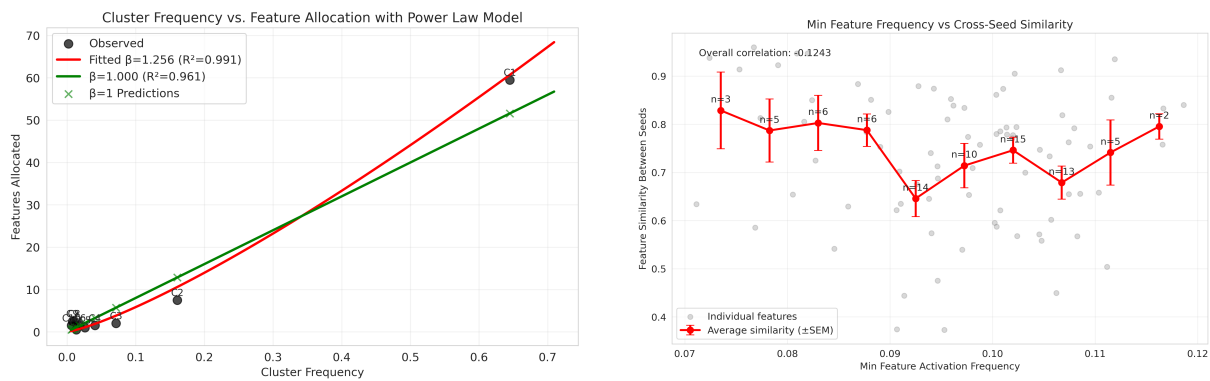 Cluster Frequency vs. Feature Allocation with Power Law Model
Observed
Fitted β=1.256 (R²=0.991)
β=1.000 (R²=0.961)
β=1 Predictions
C1
C2
C3
C4
70
60
50
40
30
20
10
0
Features Allocated
0.0 0.1 0.2 0.3 0.4 0.5 0.6 0.7
Cluster Frequency
Min Feature Frequency vs Cross-Seed Similarity
Overall correlation: -0.1243
n=3
n=5
n=6
n=6
n=14
n=10
n=15
n=13
n=5
n=2
0.9
0.8
0.7
0.6
0.5
0.4
Feature Similarity Between Seeds
Individual features
Average similarity (±SEM)
0.07 0.08 0.09 0.10 0.11 0.12
Min Feature Activation Frequency